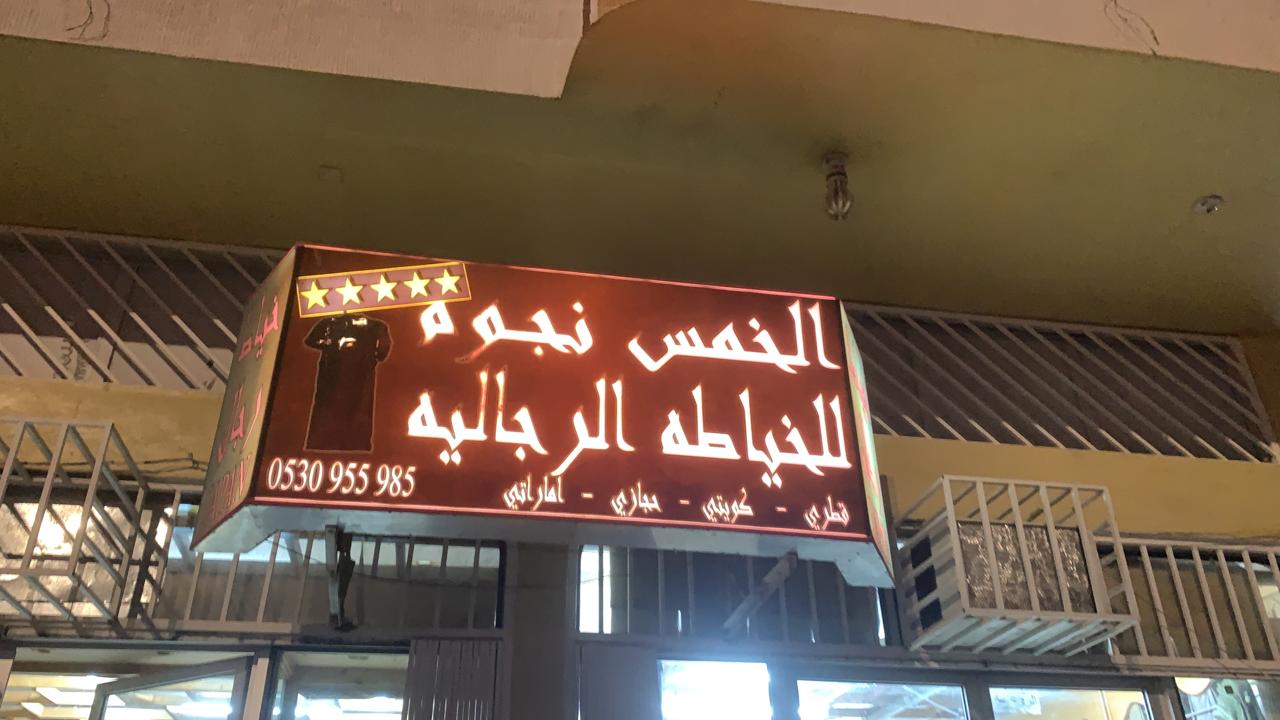 الخمس نجوم
للخياطه الرجاليه
قطري - كويتي - حجازي - اماراتي
0530 955 985